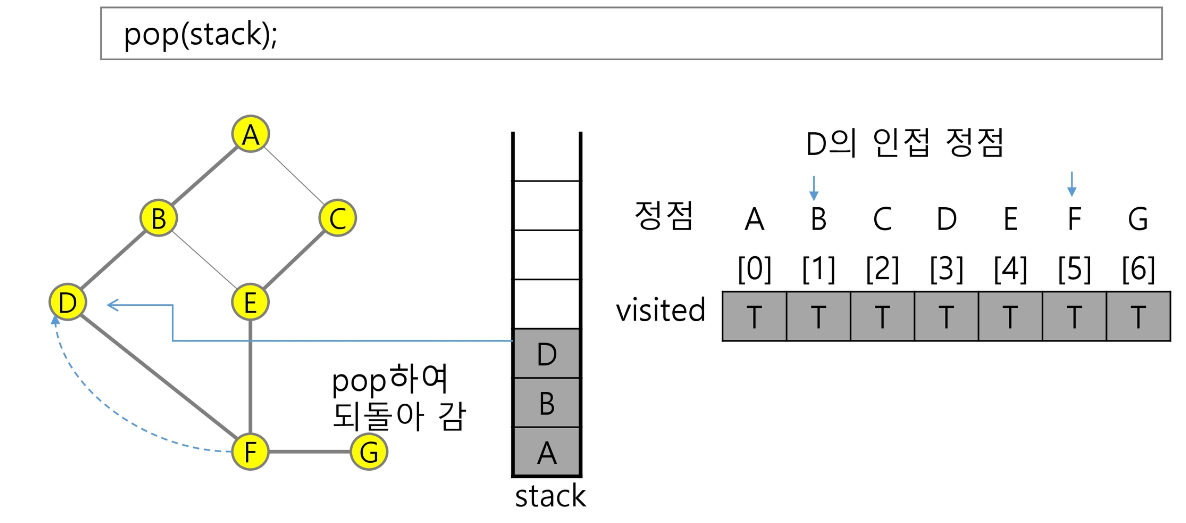 pop(stack);
A
B
C
D
E
pop하여
되돌아 감
F
G
D
B
A
stack
D의 인접 정점
정점 A B C D E F G
[0] [1] [2] [3] [4] [5] [6]
visited T T T T T T T